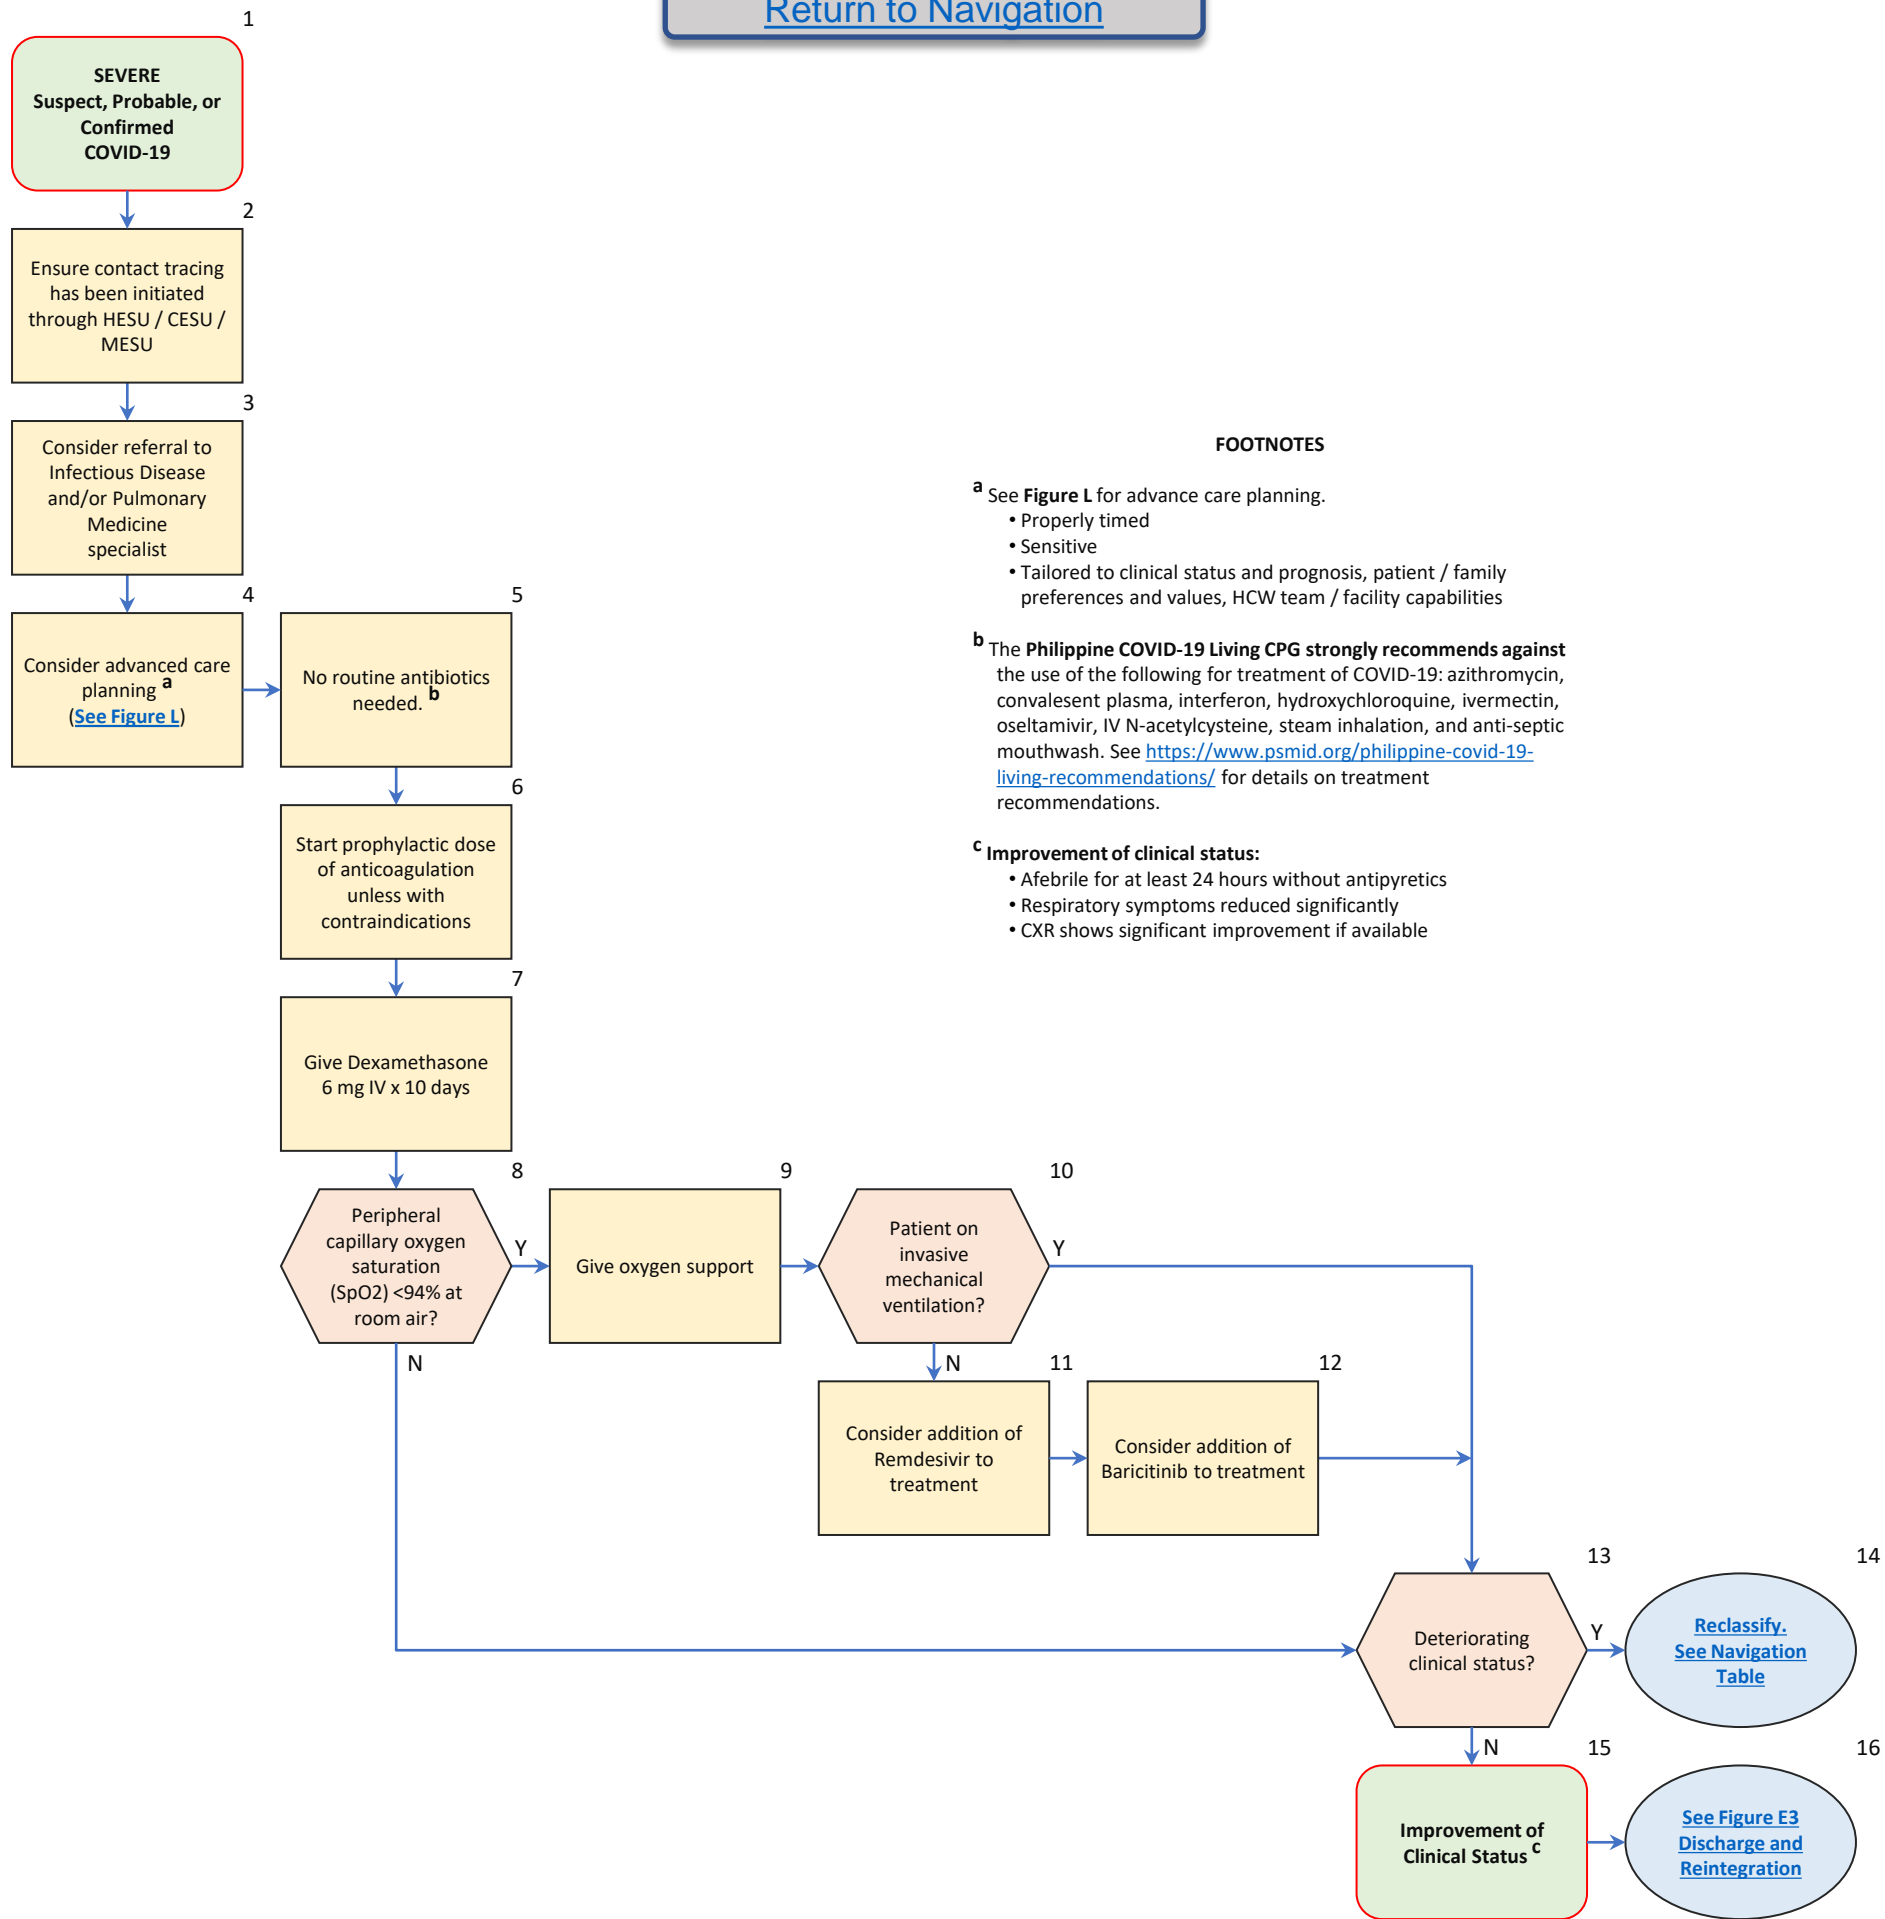 Return to Navigation
1
SEVERE
Suspect, Probable, or
Confirmed
COVID-19
2
Ensure contact tracing
has been initiated
through HESU / CESU /
MESU
3
Consider referral to
Infectious Disease
and/or Pulmonary
Medicine
specialist
4
Consider advanced care
planning a
(See Figure L)
5
No routine antibiotics
needed. b
6
Start prophylactic dose
of anticoagulation
unless with
contraindications
7
Give Dexamethasone
6 mg IV x 10 days
8
Peripheral
capillary oxygen
saturation
(SpO2) <94% at
room air?
Y
N
9
Give oxygen support
10
Patient on
invasive
mechanical
ventilation?
Y
N
11
Consider addition of
Remdesivir to
treatment
12
Consider addition of
Baricitinib to treatment
13
Deteriorating
clinical status?
Y
N
14
Reclassify.
See Navigation
Table
15
Improvement of
Clinical Status c
16
See Figure E3
Discharge and
Reintegration
FOOTNOTES
a See Figure L for advance care planning.
• Properly timed
• Sensitive
• Tailored to clinical status and prognosis, patient / family
preferences and values, HCW team / facility capabilities
b The Philippine COVID-19 Living CPG strongly recommends against
the use of the following for treatment of COVID-19: azithromycin,
convalesent plasma, interferon, hydroxychloroquine, ivermectin,
oseltamivir, IV N-acetylcysteine, steam inhalation, and anti-septic
mouthwash. See https://www.psmid.org/philippine-covid-19-
living-recommendations/ for details on treatment
recommendations.
c Improvement of clinical status:
• Afebrile for at least 24 hours without antipyretics
• Respiratory symptoms reduced significantly
• CXR shows significant improvement if available